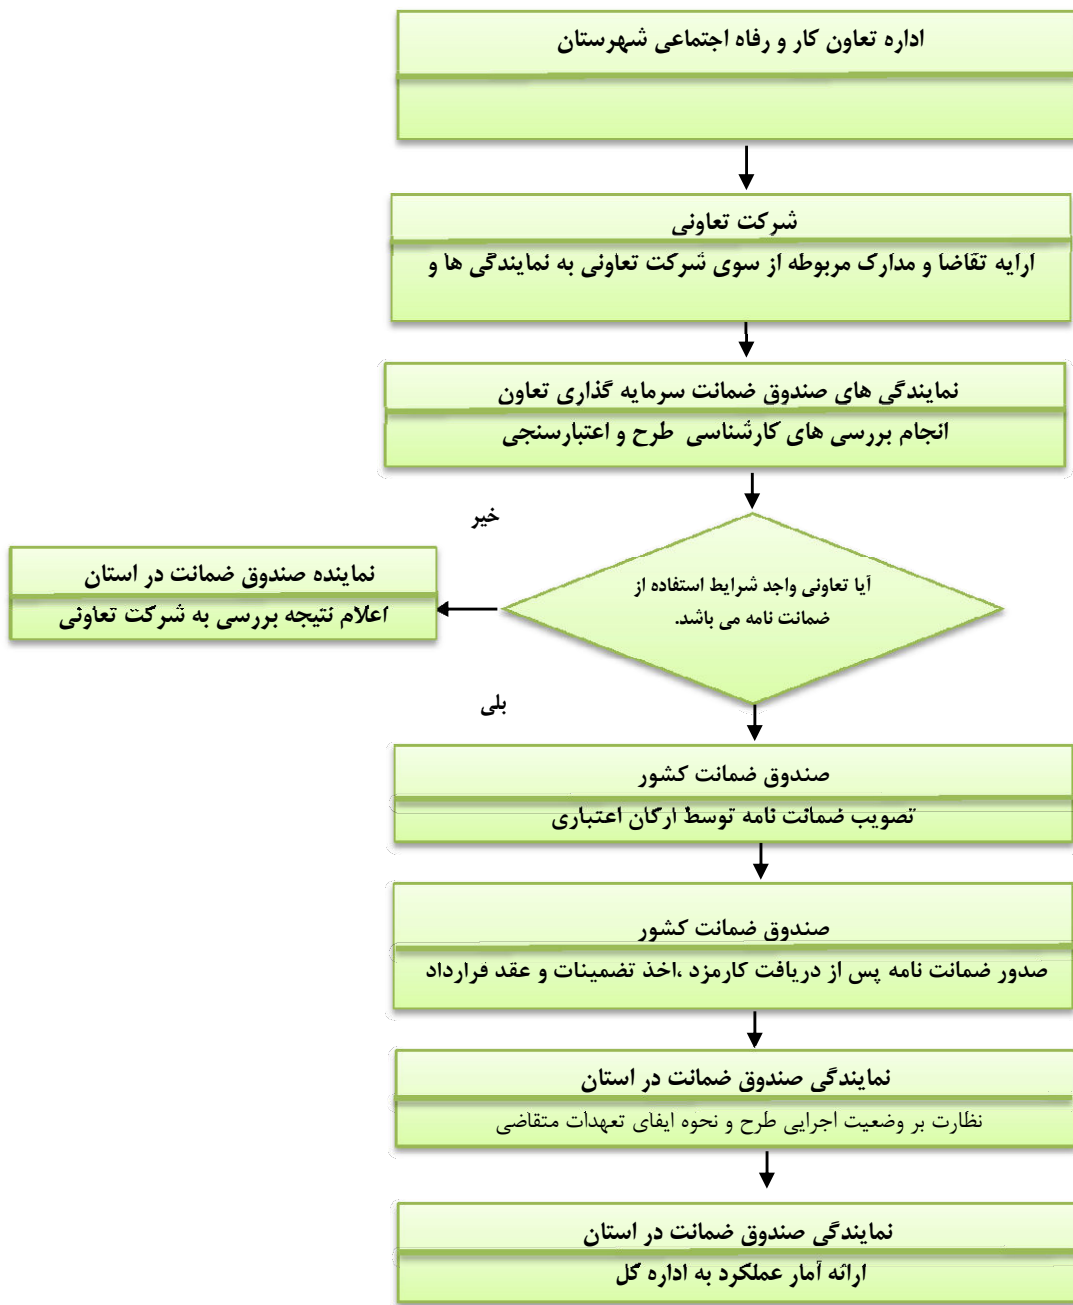 اداره تعاون کار و رفاه اجتماعی شهرستان
شرکت تعاونی
ارایه تقاضا و مدارک مربوطه از سوی شرکت تعاونی به نمایندگی ها و
نمایندگی های صندوق ضمانت سرمایه گذاری تعاون
انجام بررسی های کارشناسی طرح و اعتبارسنجی
خیر
آیا تعاونی واجد شرایط استفاده از
ضمانت نامه می باشد.
نماینده صندوق ضمانت در استان
اعلام نتیجه بررسی به شرکت تعاونی
بلی
صندوق ضمانت کشور
تصویب ضمانت نامه توسط ارکان اعتباری
صندوق ضمانت کشور
صدور ضمانت نامه پس از دریافت کارمزد ،اخذ تضمینات و عقد قرارداد
نمایندگی صندوق ضمانت در استان
نظارت بر وضعیت اجرایی طرح و نحوه ایفای تعهدات متقاضی
نمایندگی صندوق ضمانت در استان
ارائه آمار عملکرد به اداره کل